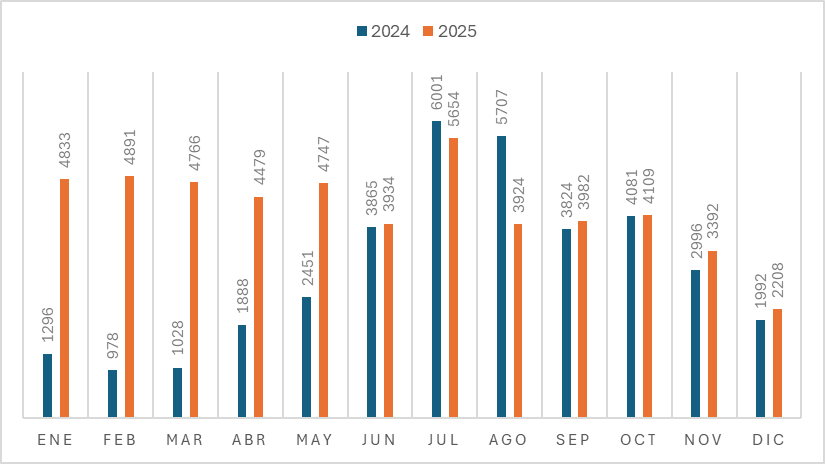 2024 2025
1296 4833 978 4891 1028 4766 1888 4479 2451 4747 3865 3934 6001 5654 5707 3924 3824 3982 4081 4109 2996 3392 1992 2208
ENE FEB MAR ABR MAY JUN JUL AGO SEP OCT NOV DIC